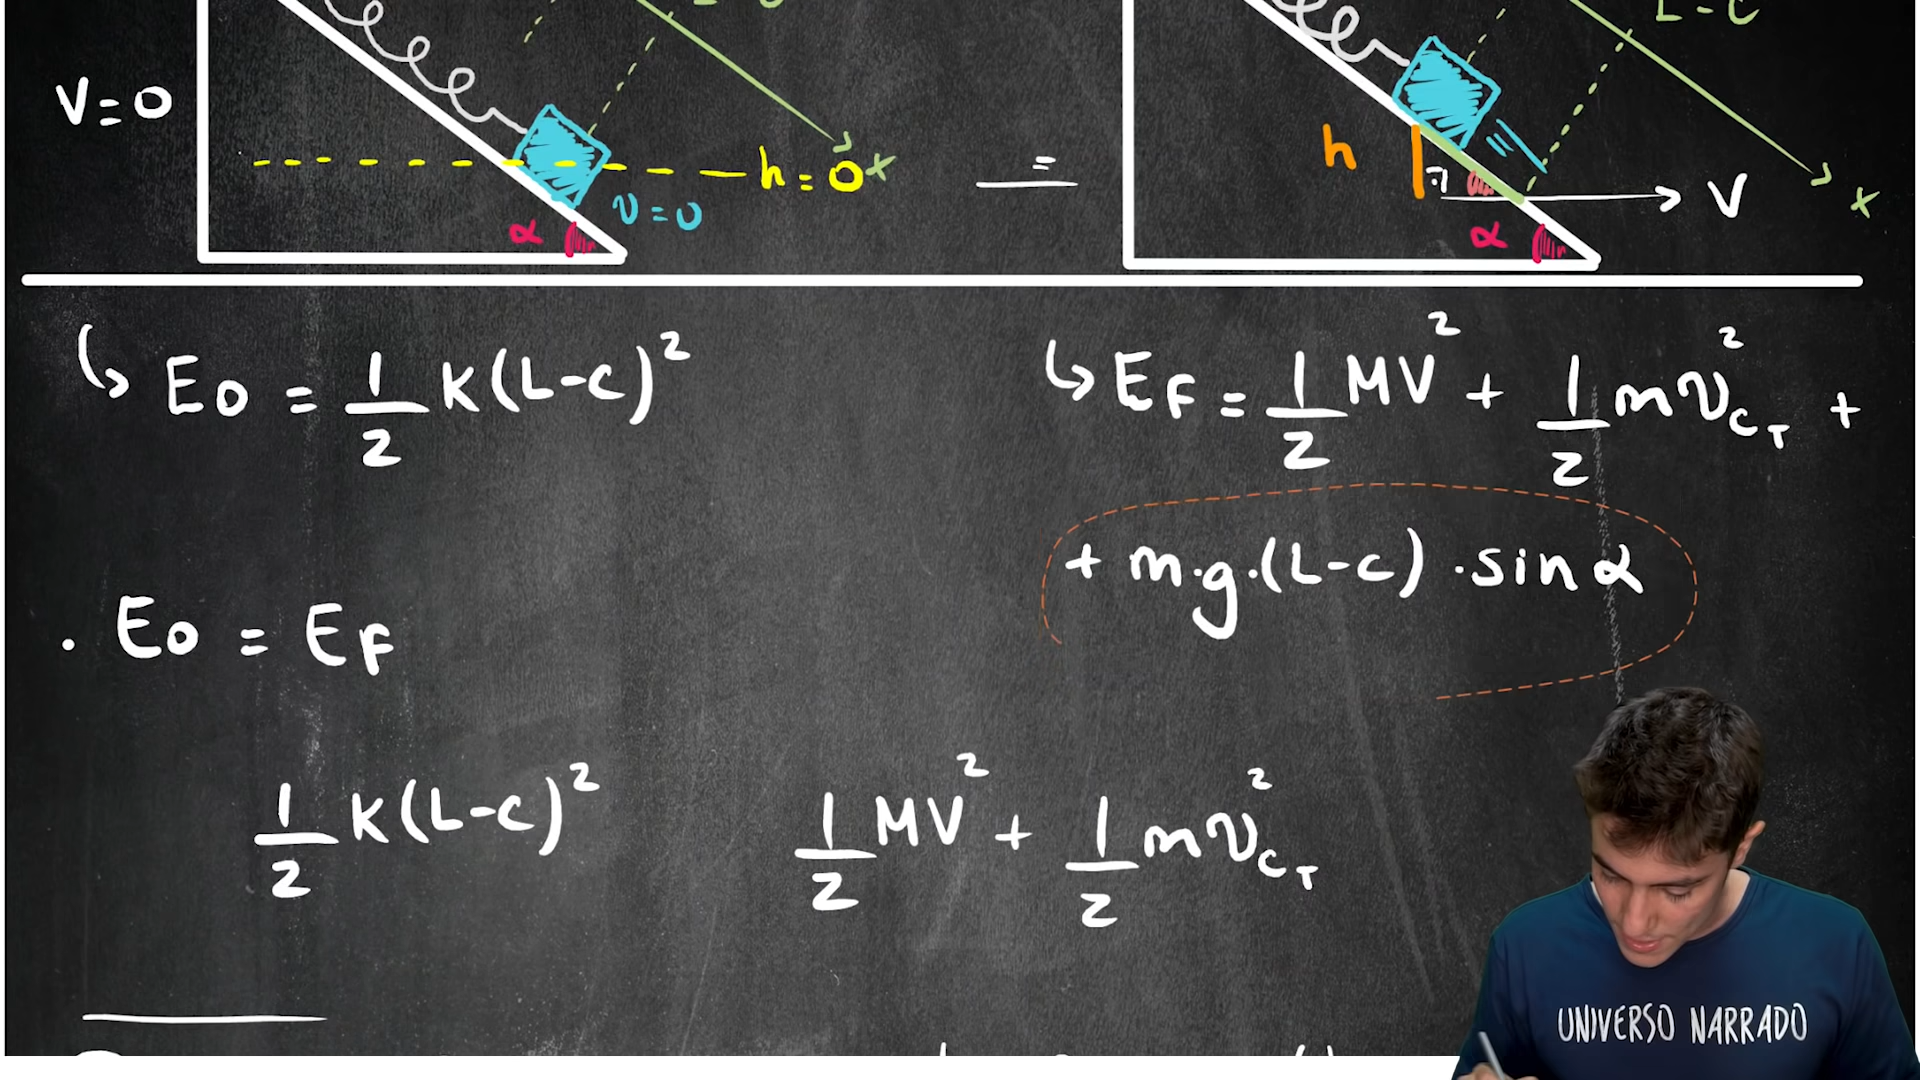 L = C
V = 0
h = 0
x
v = 0
α
=
h
V
x
α
E0 = 1/2 K(L-C)²
EF = 1/2 MV² + 1/2 mv²CT +
+ m.g.(L-C) .sin α
. E0 = EF
1/2 K(L-C)²
1/2 MV² + 1/2 mv²CT
UNIVERSO NARRADO